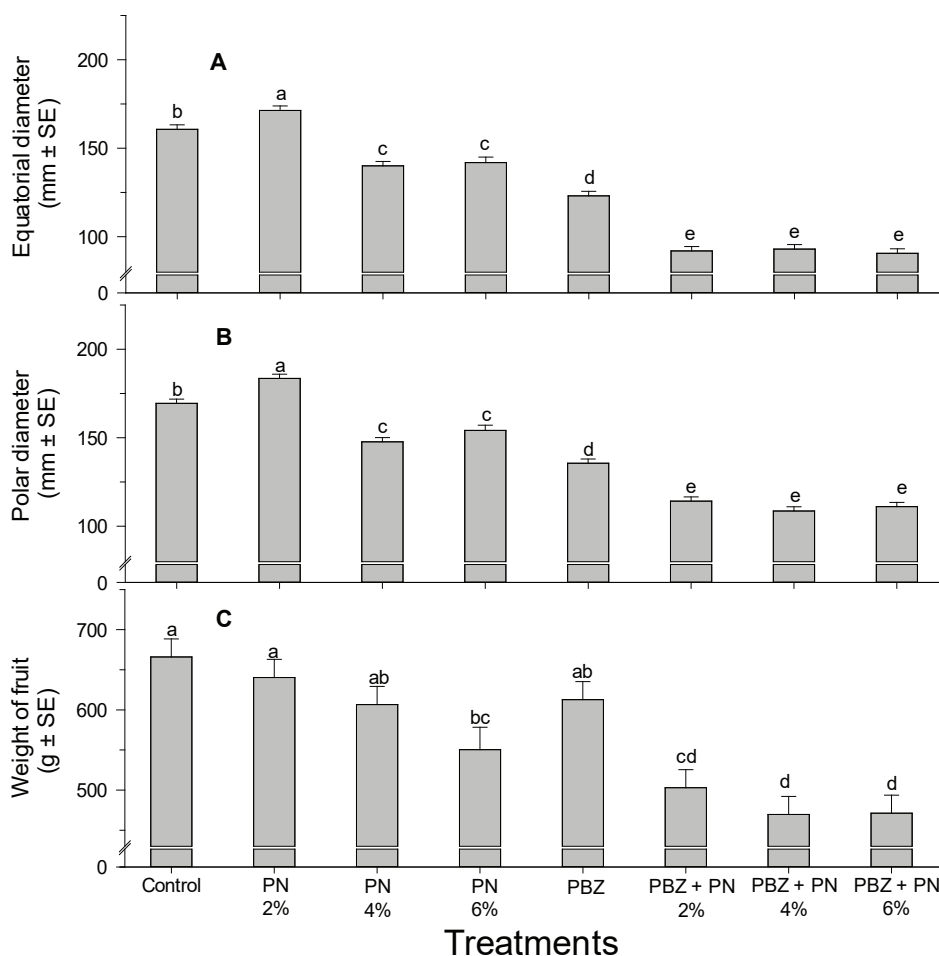 A
Equatorial diameter
(mm ± SE)
200
150
100
0
b
a
c
c
d
e
e
e
B
Polar diameter
(mm ± SE)
200
150
100
0
b
a
c
c
d
e
e
e
C
Weight of fruit
(g ± SE)
700
600
500
0
a
a
ab
bc
ab
cd
d
d
Control
PN
2%
PN
4%
PN
6%
PBZ
PBZ + PN
2%
PBZ + PN
4%
PBZ + PN
6%
Treatments